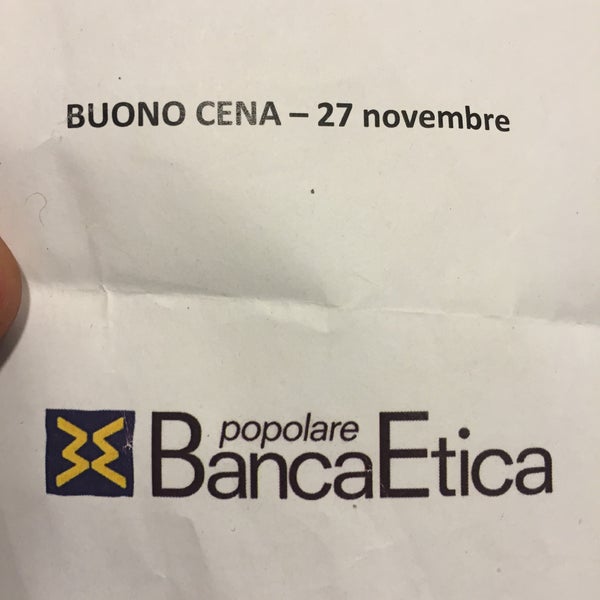 BUONO CENA – 27 novembre
popolare
BancaEtica